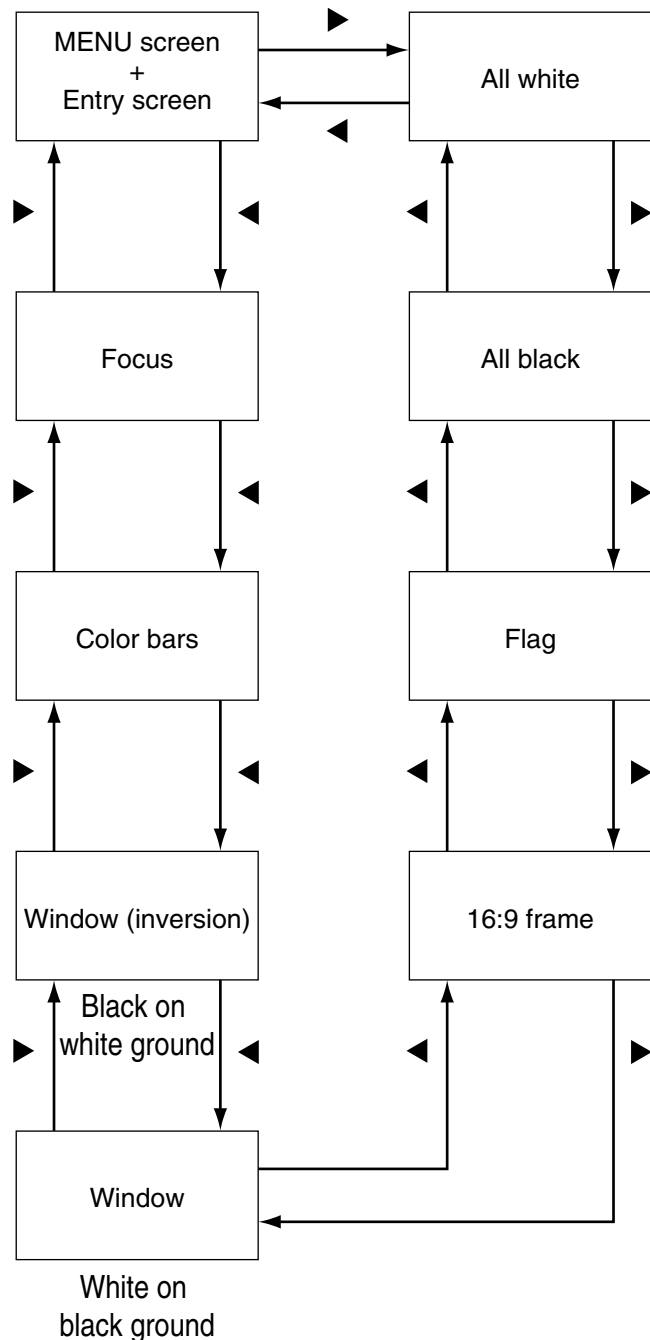 MENU screen
+
Entry screen
All white
Focus
All black
Color bars
Flag
Window (inversion)
16:9 frame
Black on
white ground
Window
White on
black ground